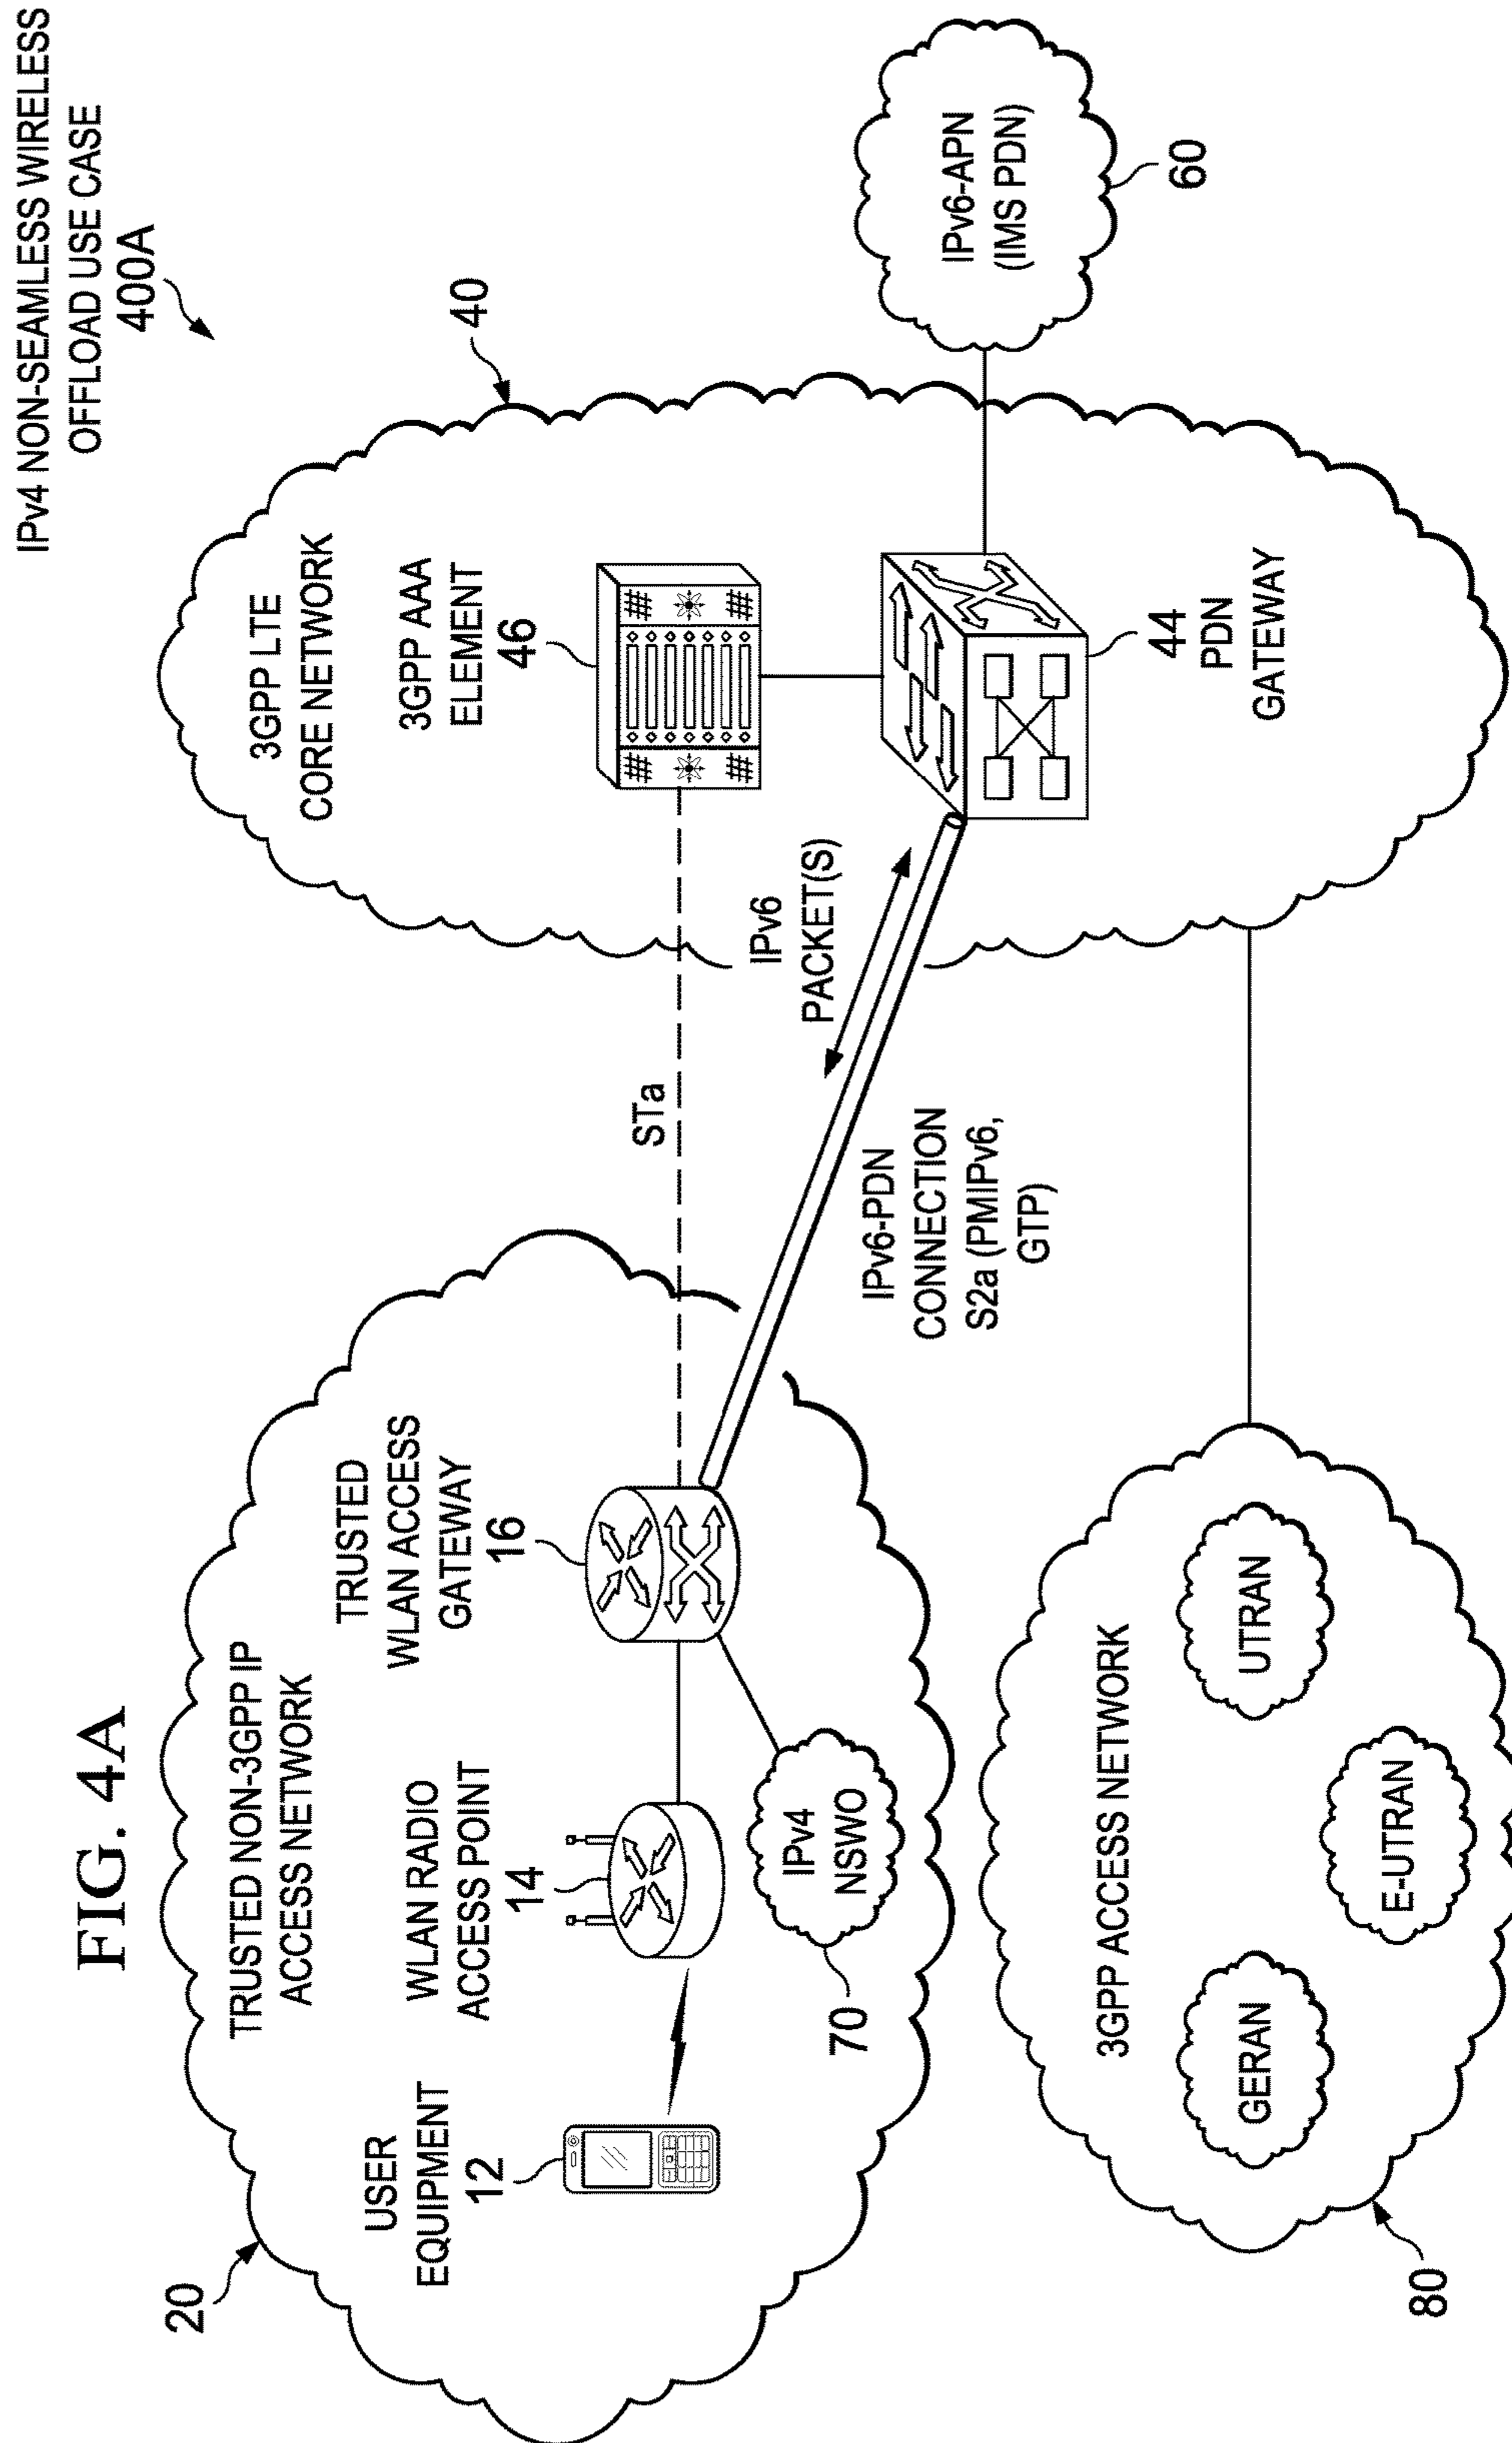 FIG. 4A
IPv4 NON-SEAMLESS WIRELESS
OFFLOAD USE CASE
400A
20
TRUSTED NON-3GPP IP
ACCESS NETWORK
USER
EQUIPMENT
12
WLAN RADIO
ACCESS POINT
14
TRUSTED
WLAN ACCESS
GATEWAY
16
70
IPv4
NSWO
STa
IPv6-PDN
CONNECTION
S2a (PMIPv6,
GTP)
IPv6
PACKET(S)
40
3GPP LTE
CORE NETWORK
3GPP AAA
ELEMENT
46
44
PDN
GATEWAY
IPv6-APN
(IMS PDN)
60
80
3GPP ACCESS NETWORK
GERAN
E-UTRAN
UTRAN